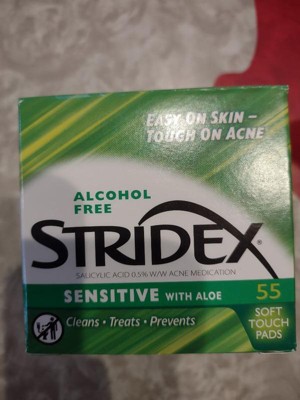 EASY ON SKIN –
TOUGH ON ACNE
ALCOHOL
FREE
STRIDEX®
SALICYLIC ACID 0.5% W/W ACNE MEDICATION
SENSITIVE WITH ALOE
55
SOFT
TOUCH
PADS
Cleans • Treats • Prevents